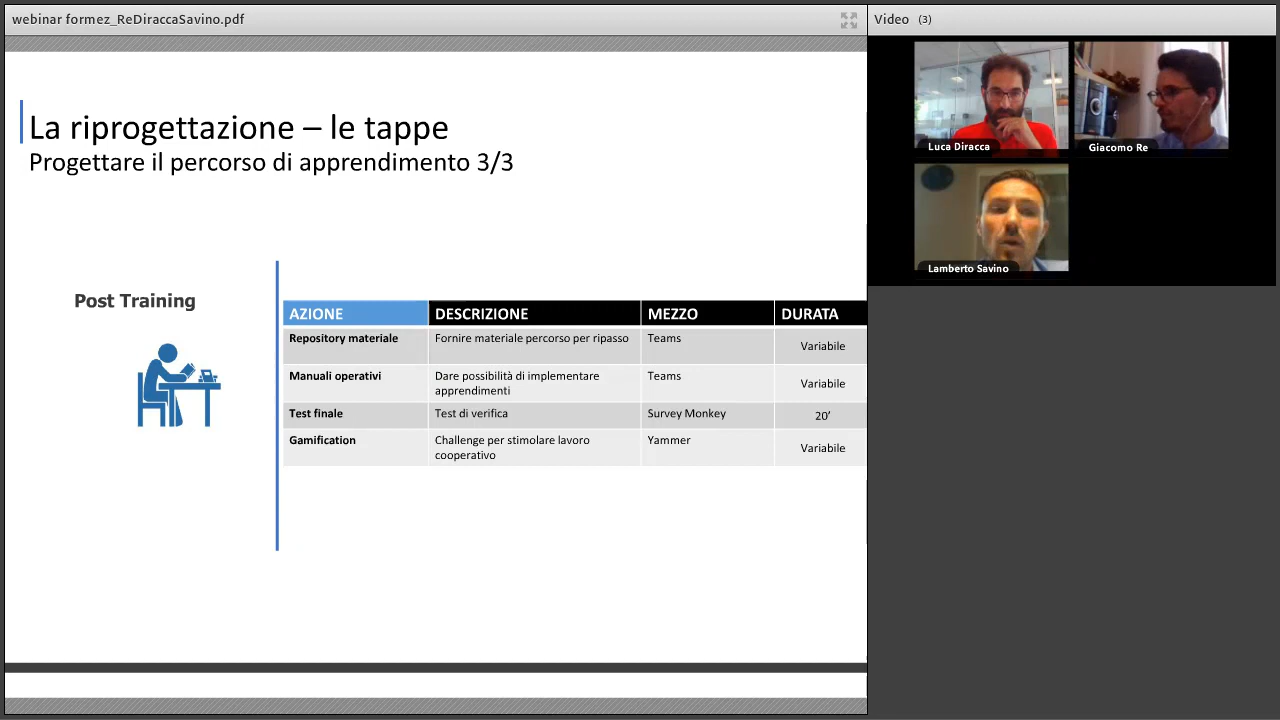 webinar formez_ReDiraccaSavino.pdf
Video (3)
La riprogettazione – le tappe
Progettare il percorso di apprendimento 3/3
Post Training
AZIONE DESCRIZIONE MEZZO DURATA
Repository materiale Fornire materiale percorso per ripasso Teams Variabile
Manuali operativi Dare possibilità di implementare apprendimenti Teams Variabile
Test finale Test di verifica Survey Monkey 20’
Gamification Challenge per stimolare lavoro cooperativo Yammer Variabile
Luca Diracca
Giacomo Re
Lamberto Savino